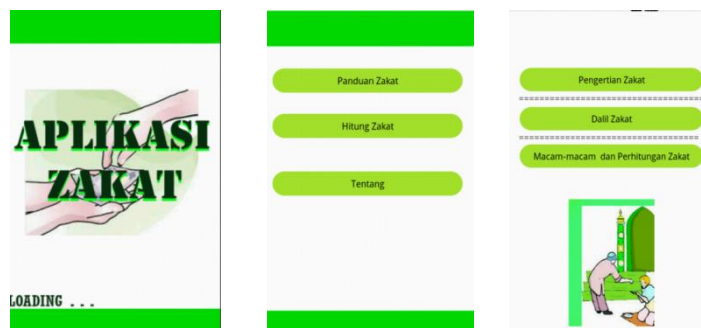 APLIKASI
ZAKAT
LOADING . . .
Panduan Zakat
Hitung Zakat
Tentang
Pengertian Zakat
Dalil Zakat
Macam-macam dan Perhitungan Zakat